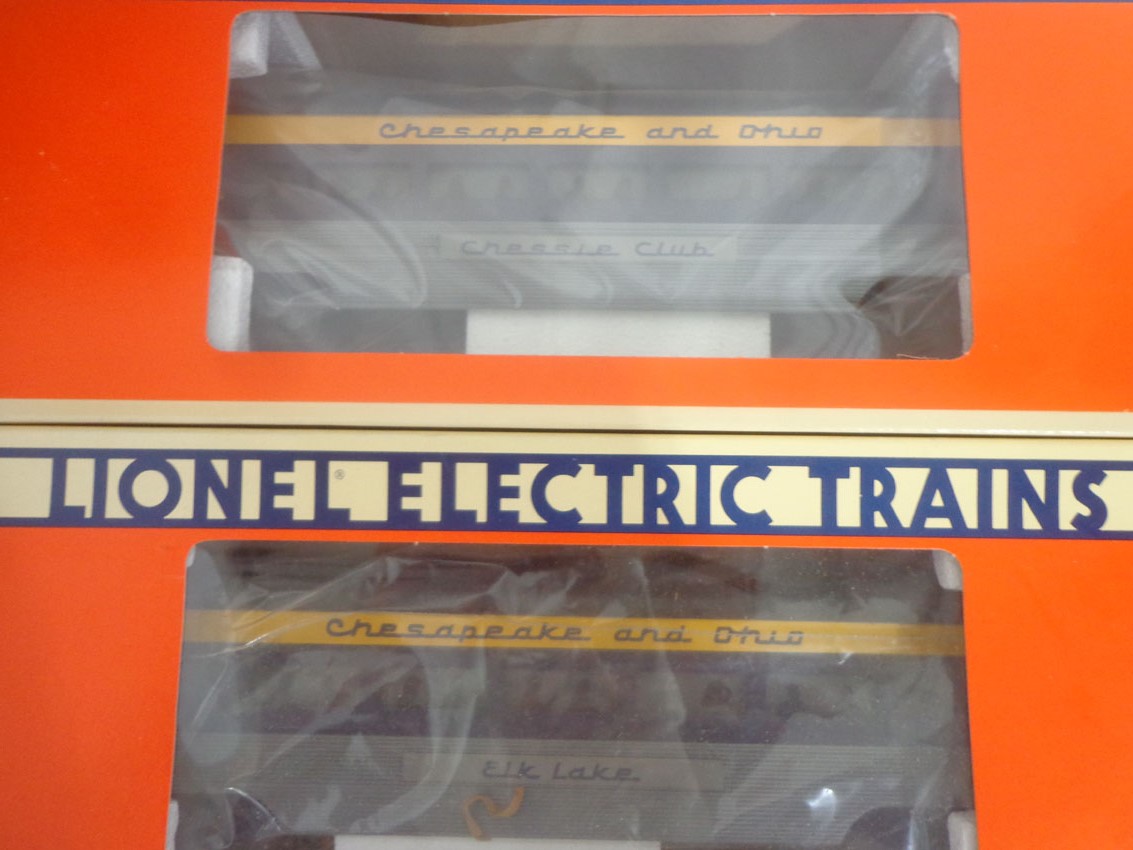 Chesapeake and Ohio
Chessie Club
LIONEL® ELECTRIC TRAINS
Chesapeake and Ohio
Elk Lake